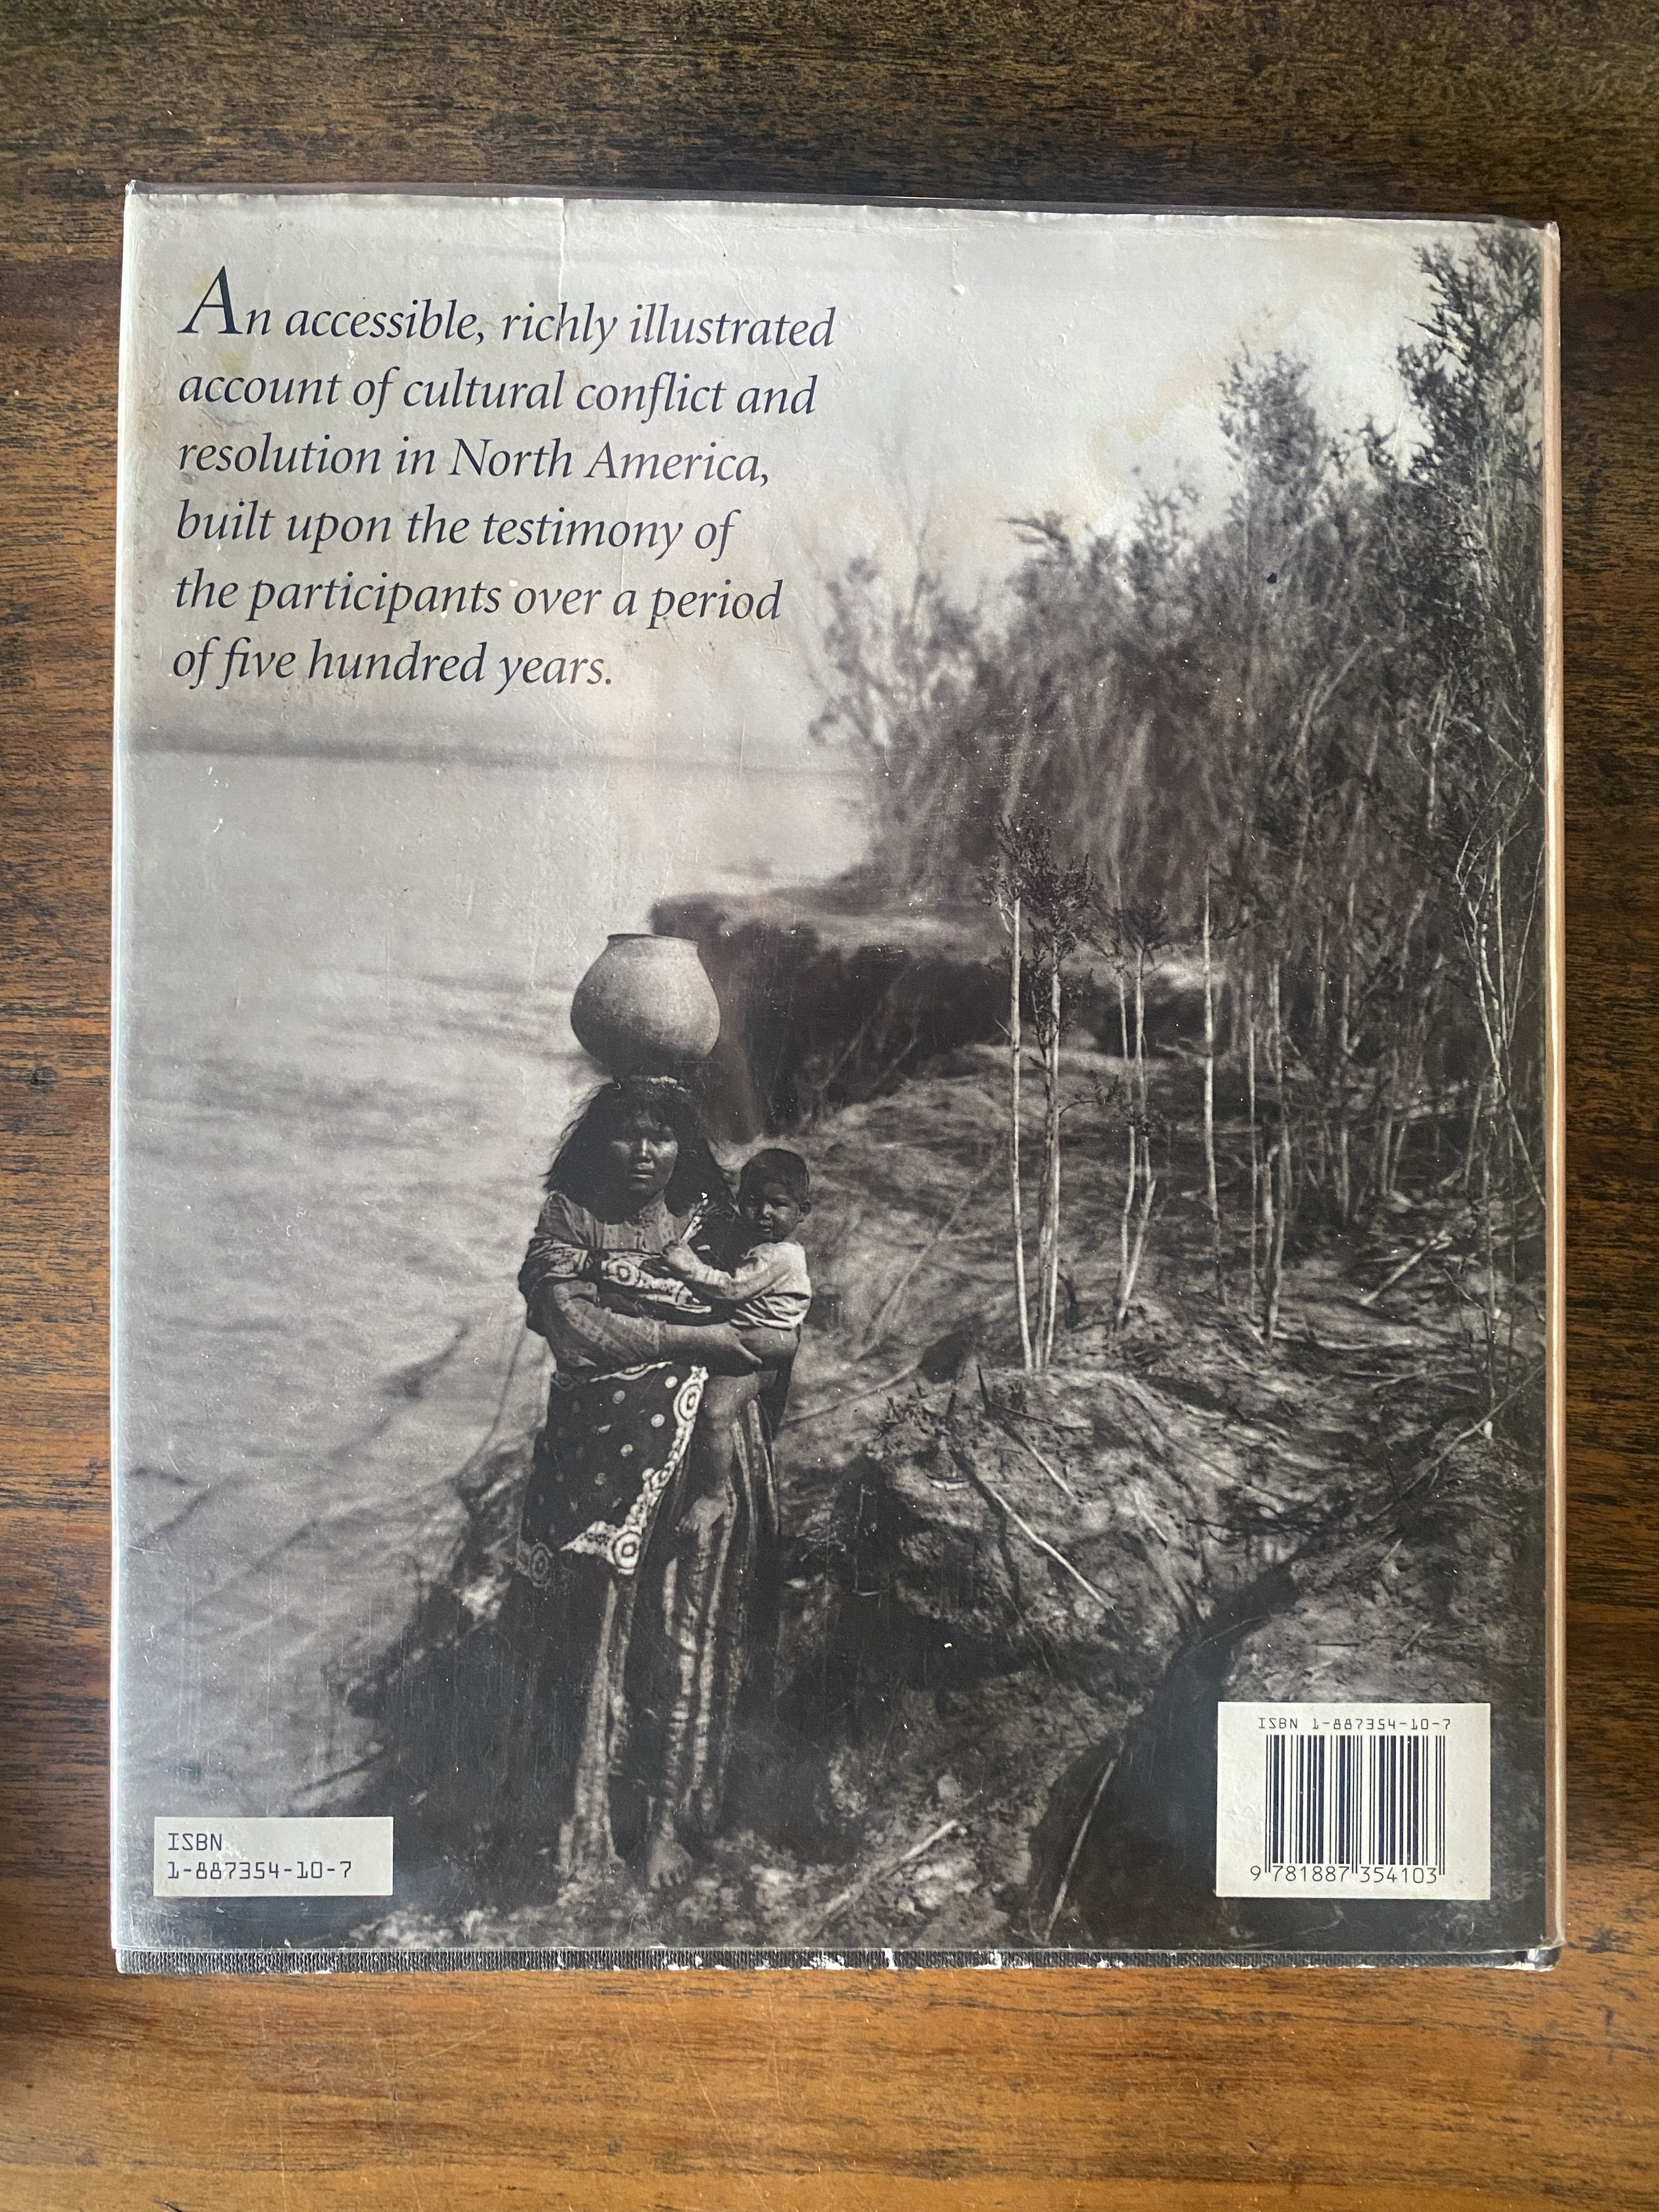 An accessible, richly illustrated
account of cultural conflict and
resolution in North America,
built upon the testimony of
the participants over a period
of five hundred years.
ISBN
1-887354-10-7
ISBN 1-887354-10-7
9 781887 354103